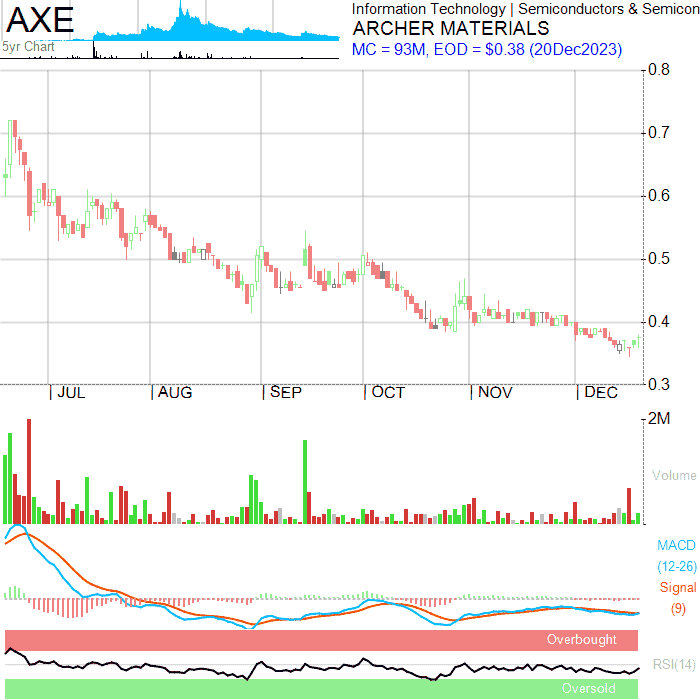 AXE
5yr Chart
Information Technology | Semiconductors & Semicon
ARCHER MATERIALS
MC = 93M, EOD = $0.38 (20Dec2023)
0.8
0.7
0.6
0.5
0.4
0.3
JUL AUG SEP OCT NOV DEC
2M
Volume
MACD
(12-26)
Signal
(9)
Overbought
RSI(14)
Oversold